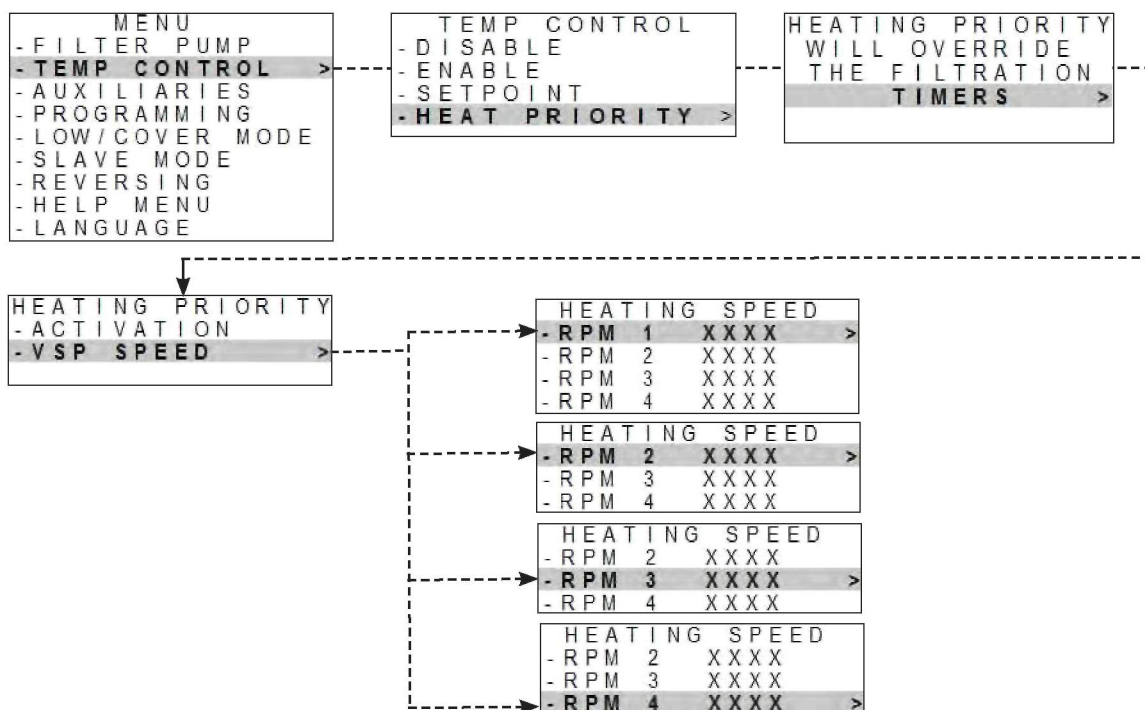 MENU
- FILTER PUMP
- TEMP CONTROL >
- AUXILIARIES
- PROGRAMMING
- LOW/COVER MODE
- SLAVE MODE
- REVERSING
- HELP MENU
- LANGUAGE
TEMP CONTROL
- DISABLE
- ENABLE
- SETPOINT
- HEAT PRIORITY >
HEATING PRIORITY
WILL OVERRIDE
THE FILTRATION
TIMERS >
HEATING PRIORITY
- ACTIVATION
- VSP SPEED >
HEATING SPEED
- RPM 1 XXXX >
- RPM 2 XXXX
- RPM 3 XXXX
- RPM 4 XXXX
HEATING SPEED
- RPM 2 XXXX >
- RPM 3 XXXX
- RPM 4 XXXX
HEATING SPEED
- RPM 2 XXXX
- RPM 3 XXXX >
- RPM 4 XXXX
HEATING SPEED
- RPM 2 XXXX
- RPM 3 XXXX
- RPM 4 XXXX >